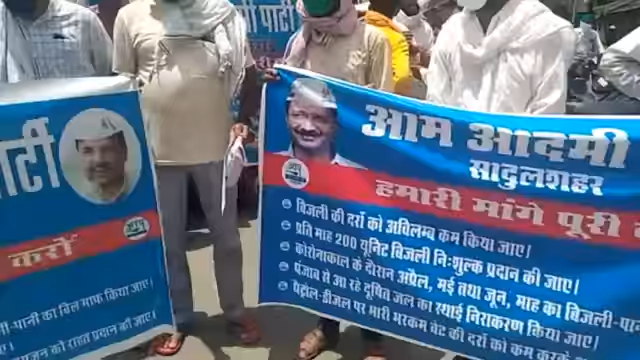 पार्टी
र्टी
करों
ी-पानी का बिल माफ किया जाए।
जन को राहत प्रदान की जाए।
आम आदमी
सादुलशहर
हमारी मांगे पूरी
बिजली की दरों को अविलम्ब कम किया जाए।
प्रति माह 200 यूनिट बिजली निःशुल्क प्रदान की जाए।
कोरोनाकाल के दौरान अप्रैल, मई तथा जून, माह का बिजली-पा
पंजाब से आ रहे दूषित जल का स्थाई निराकरण किया जाए।
पैट्रोल-डीजल पर भारी भरकम वेट की दरों को कम